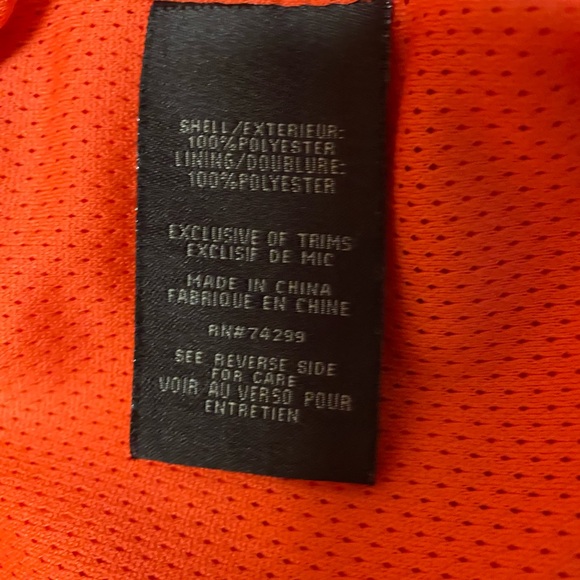 SHELL/EXTERIEUR:
100%POLYESTER
LINING/DOUBLURE:
100%POLYESTER
EXCLUSIVE OF TRIMS
EXCLISIF DE MIC
MADE IN CHINA
FABRIQUE EN CHINE
RN#74299
SEE REVERSE SIDE
FOR CARE
VOIR AU VERSO POUR
ENTRETIEN